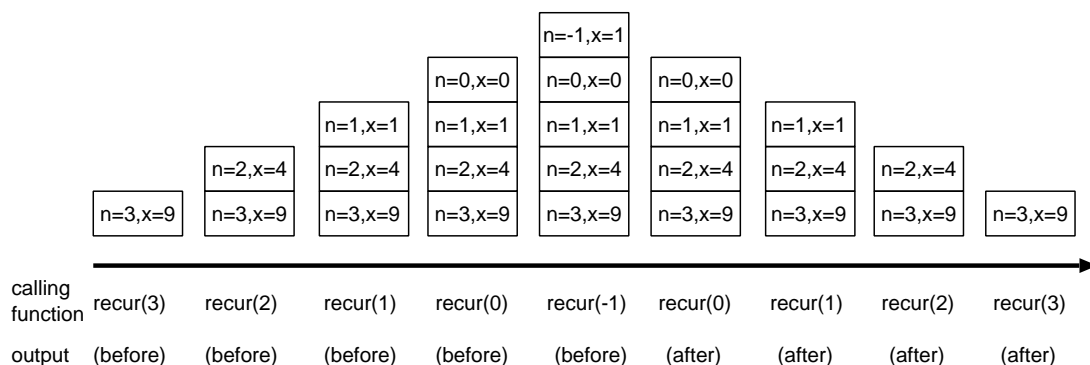 n=-1,x=1
n=0,x=0 n=0,x=0 n=0,x=0
n=1,x=1 n=1,x=1 n=1,x=1 n=1,x=1 n=1,x=1
n=2,x=4 n=2,x=4 n=2,x=4 n=2,x=4 n=2,x=4 n=2,x=4 n=2,x=4
n=3,x=9 n=3,x=9 n=3,x=9 n=3,x=9 n=3,x=9 n=3,x=9 n=3,x=9 n=3,x=9 n=3,x=9
calling
function recur(3) recur(2) recur(1) recur(0) recur(-1) recur(0) recur(1) recur(2) recur(3)
output (before) (before) (before) (before) (before) (after) (after) (after) (after)